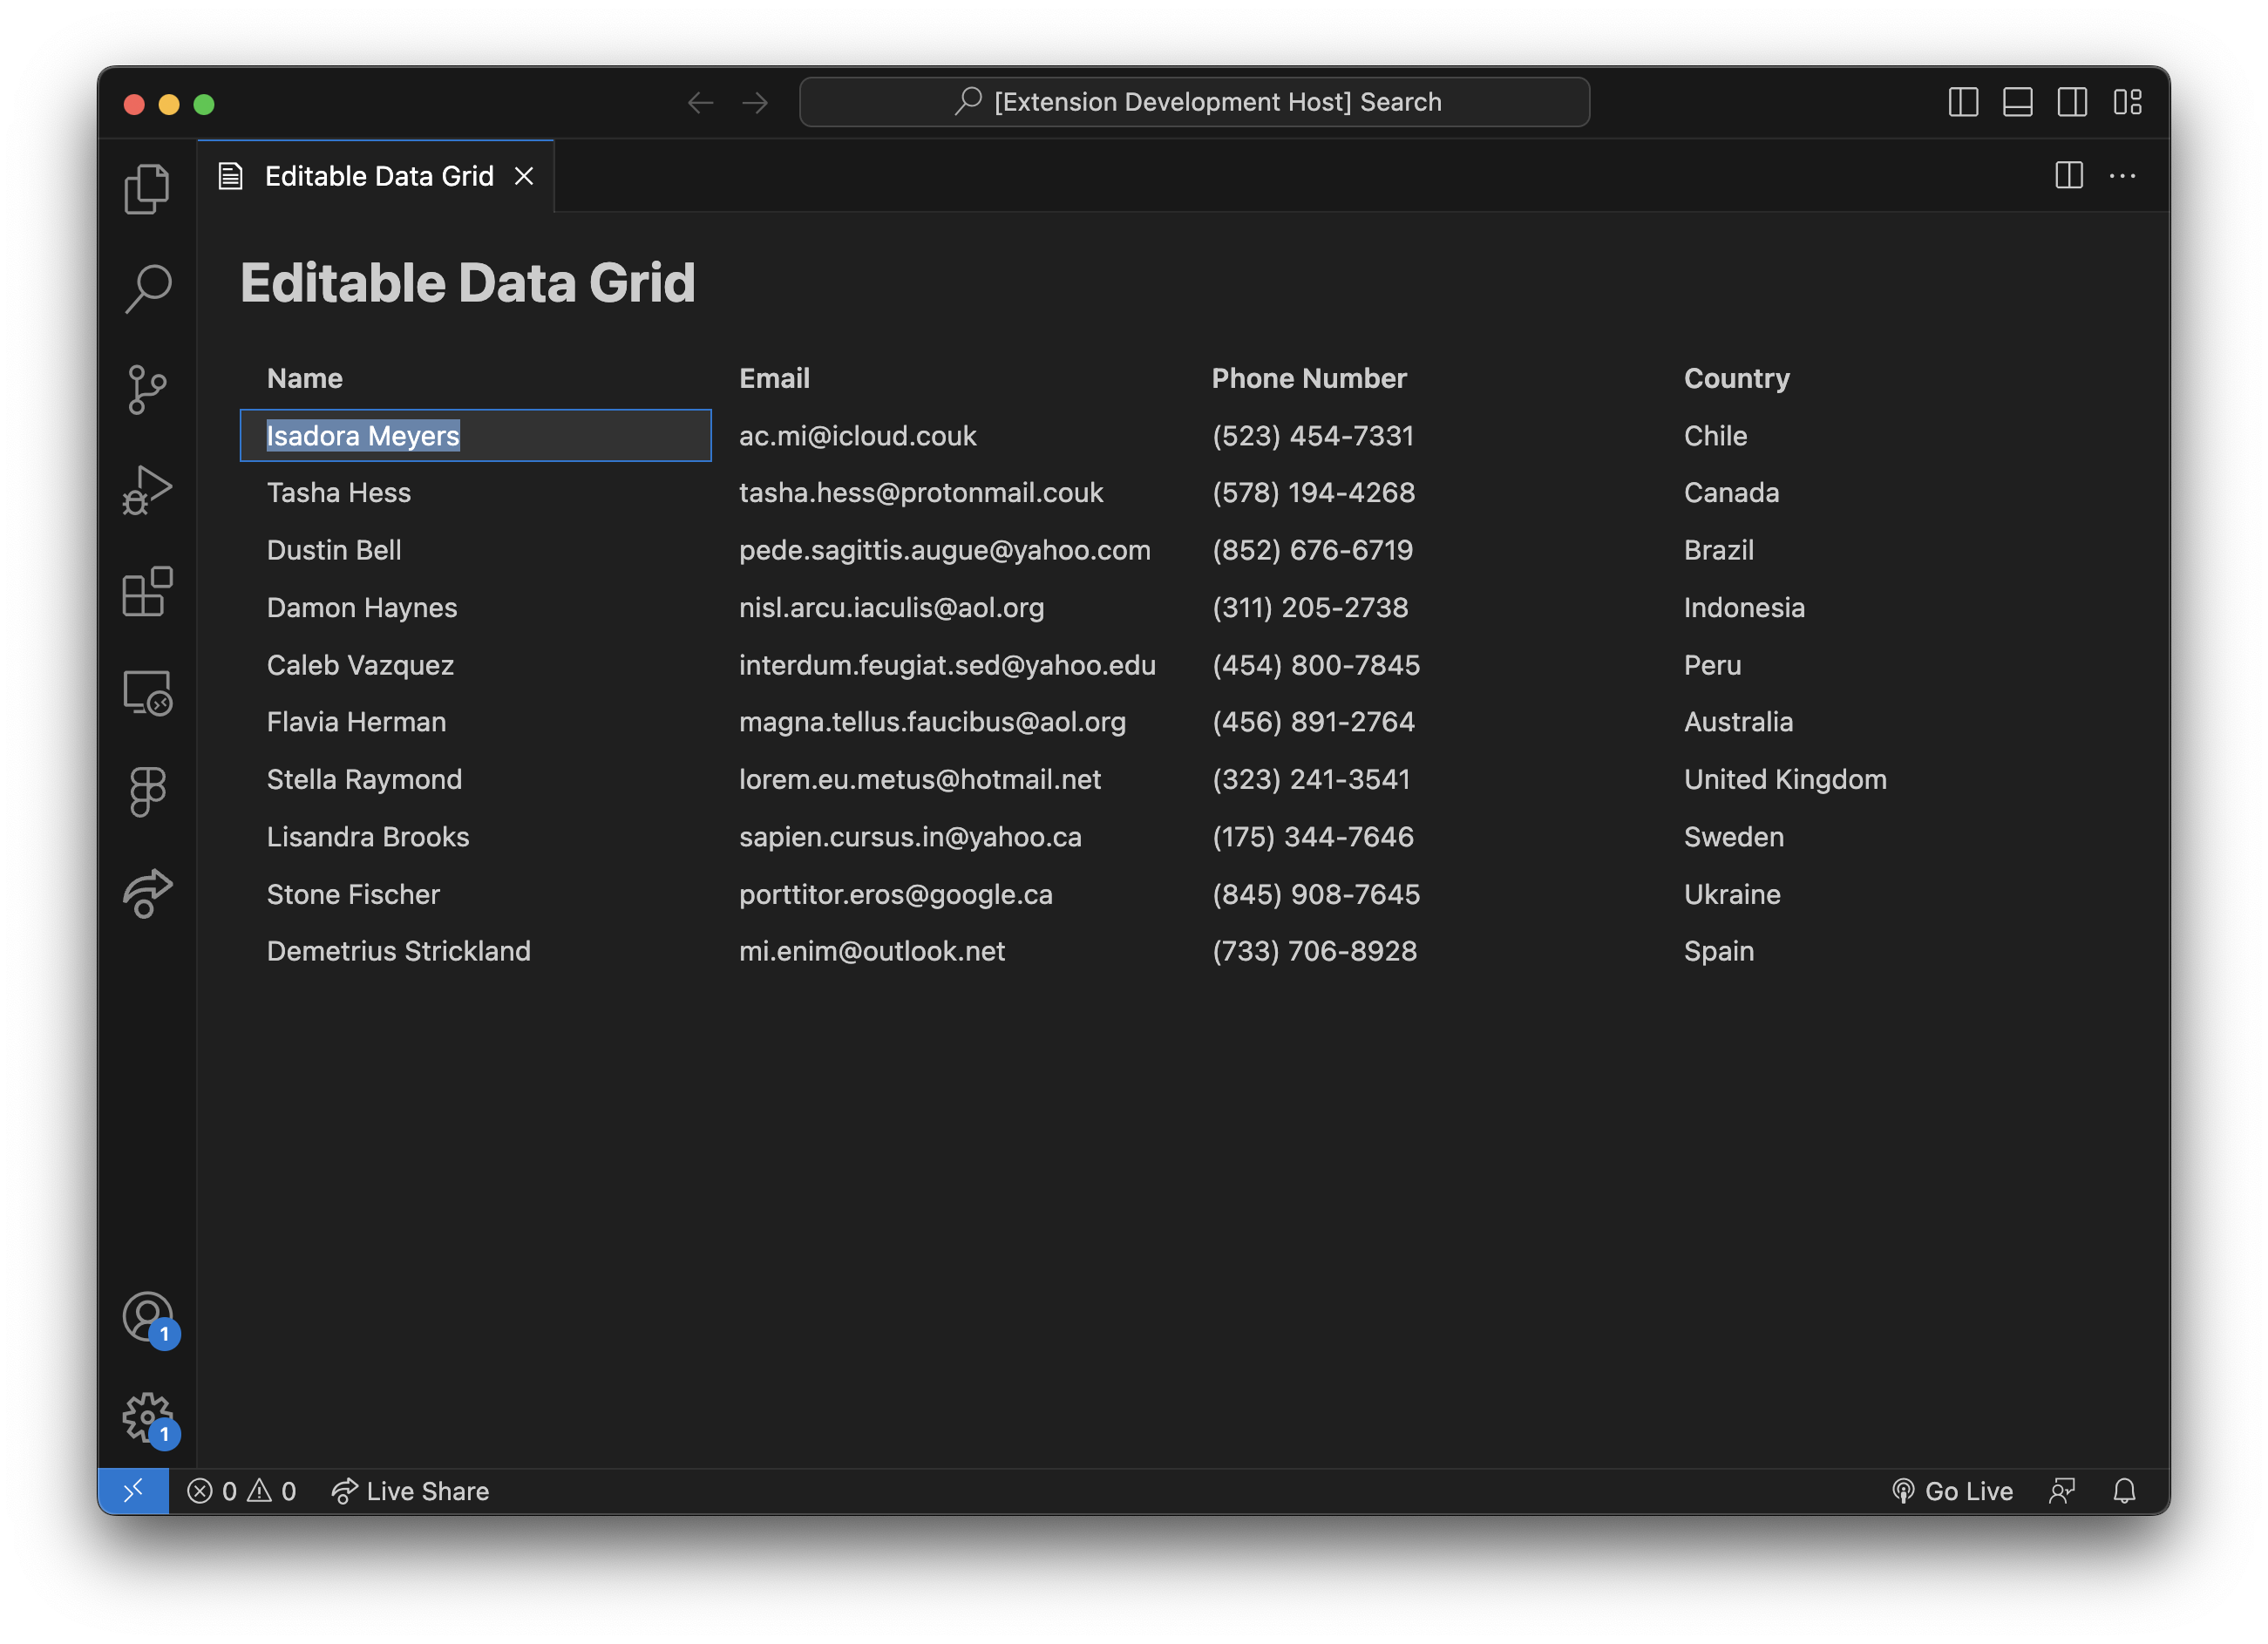 [Extension Development Host] Search
Editable Data Grid
Editable Data Grid
Name Email Phone Number Country
Isadora Meyers ac.mi@icloud.couk (523) 454-7331 Chile
Tasha Hess tasha.hess@protonmail.couk (578) 194-4268 Canada
Dustin Bell pede.sagittis.augue@yahoo.com (852) 676-6719 Brazil
Damon Haynes nisl.arcu.iaculis@aol.org (311) 205-2738 Indonesia
Caleb Vazquez interdum.feugiat.sed@yahoo.edu (454) 800-7845 Peru
Flavia Herman magna.tellus.faucibus@aol.org (456) 891-2764 Australia
Stella Raymond lorem.eu.metus@hotmail.net (323) 241-3541 United Kingdom
Lisandra Brooks sapien.cursus.in@yahoo.ca (175) 344-7646 Sweden
Stone Fischer porttitor.eros@google.ca (845) 908-7645 Ukraine
Demetrius Strickland mi.enim@outlook.net (733) 706-8928 Spain
1
1
0 0 Live Share Go Live